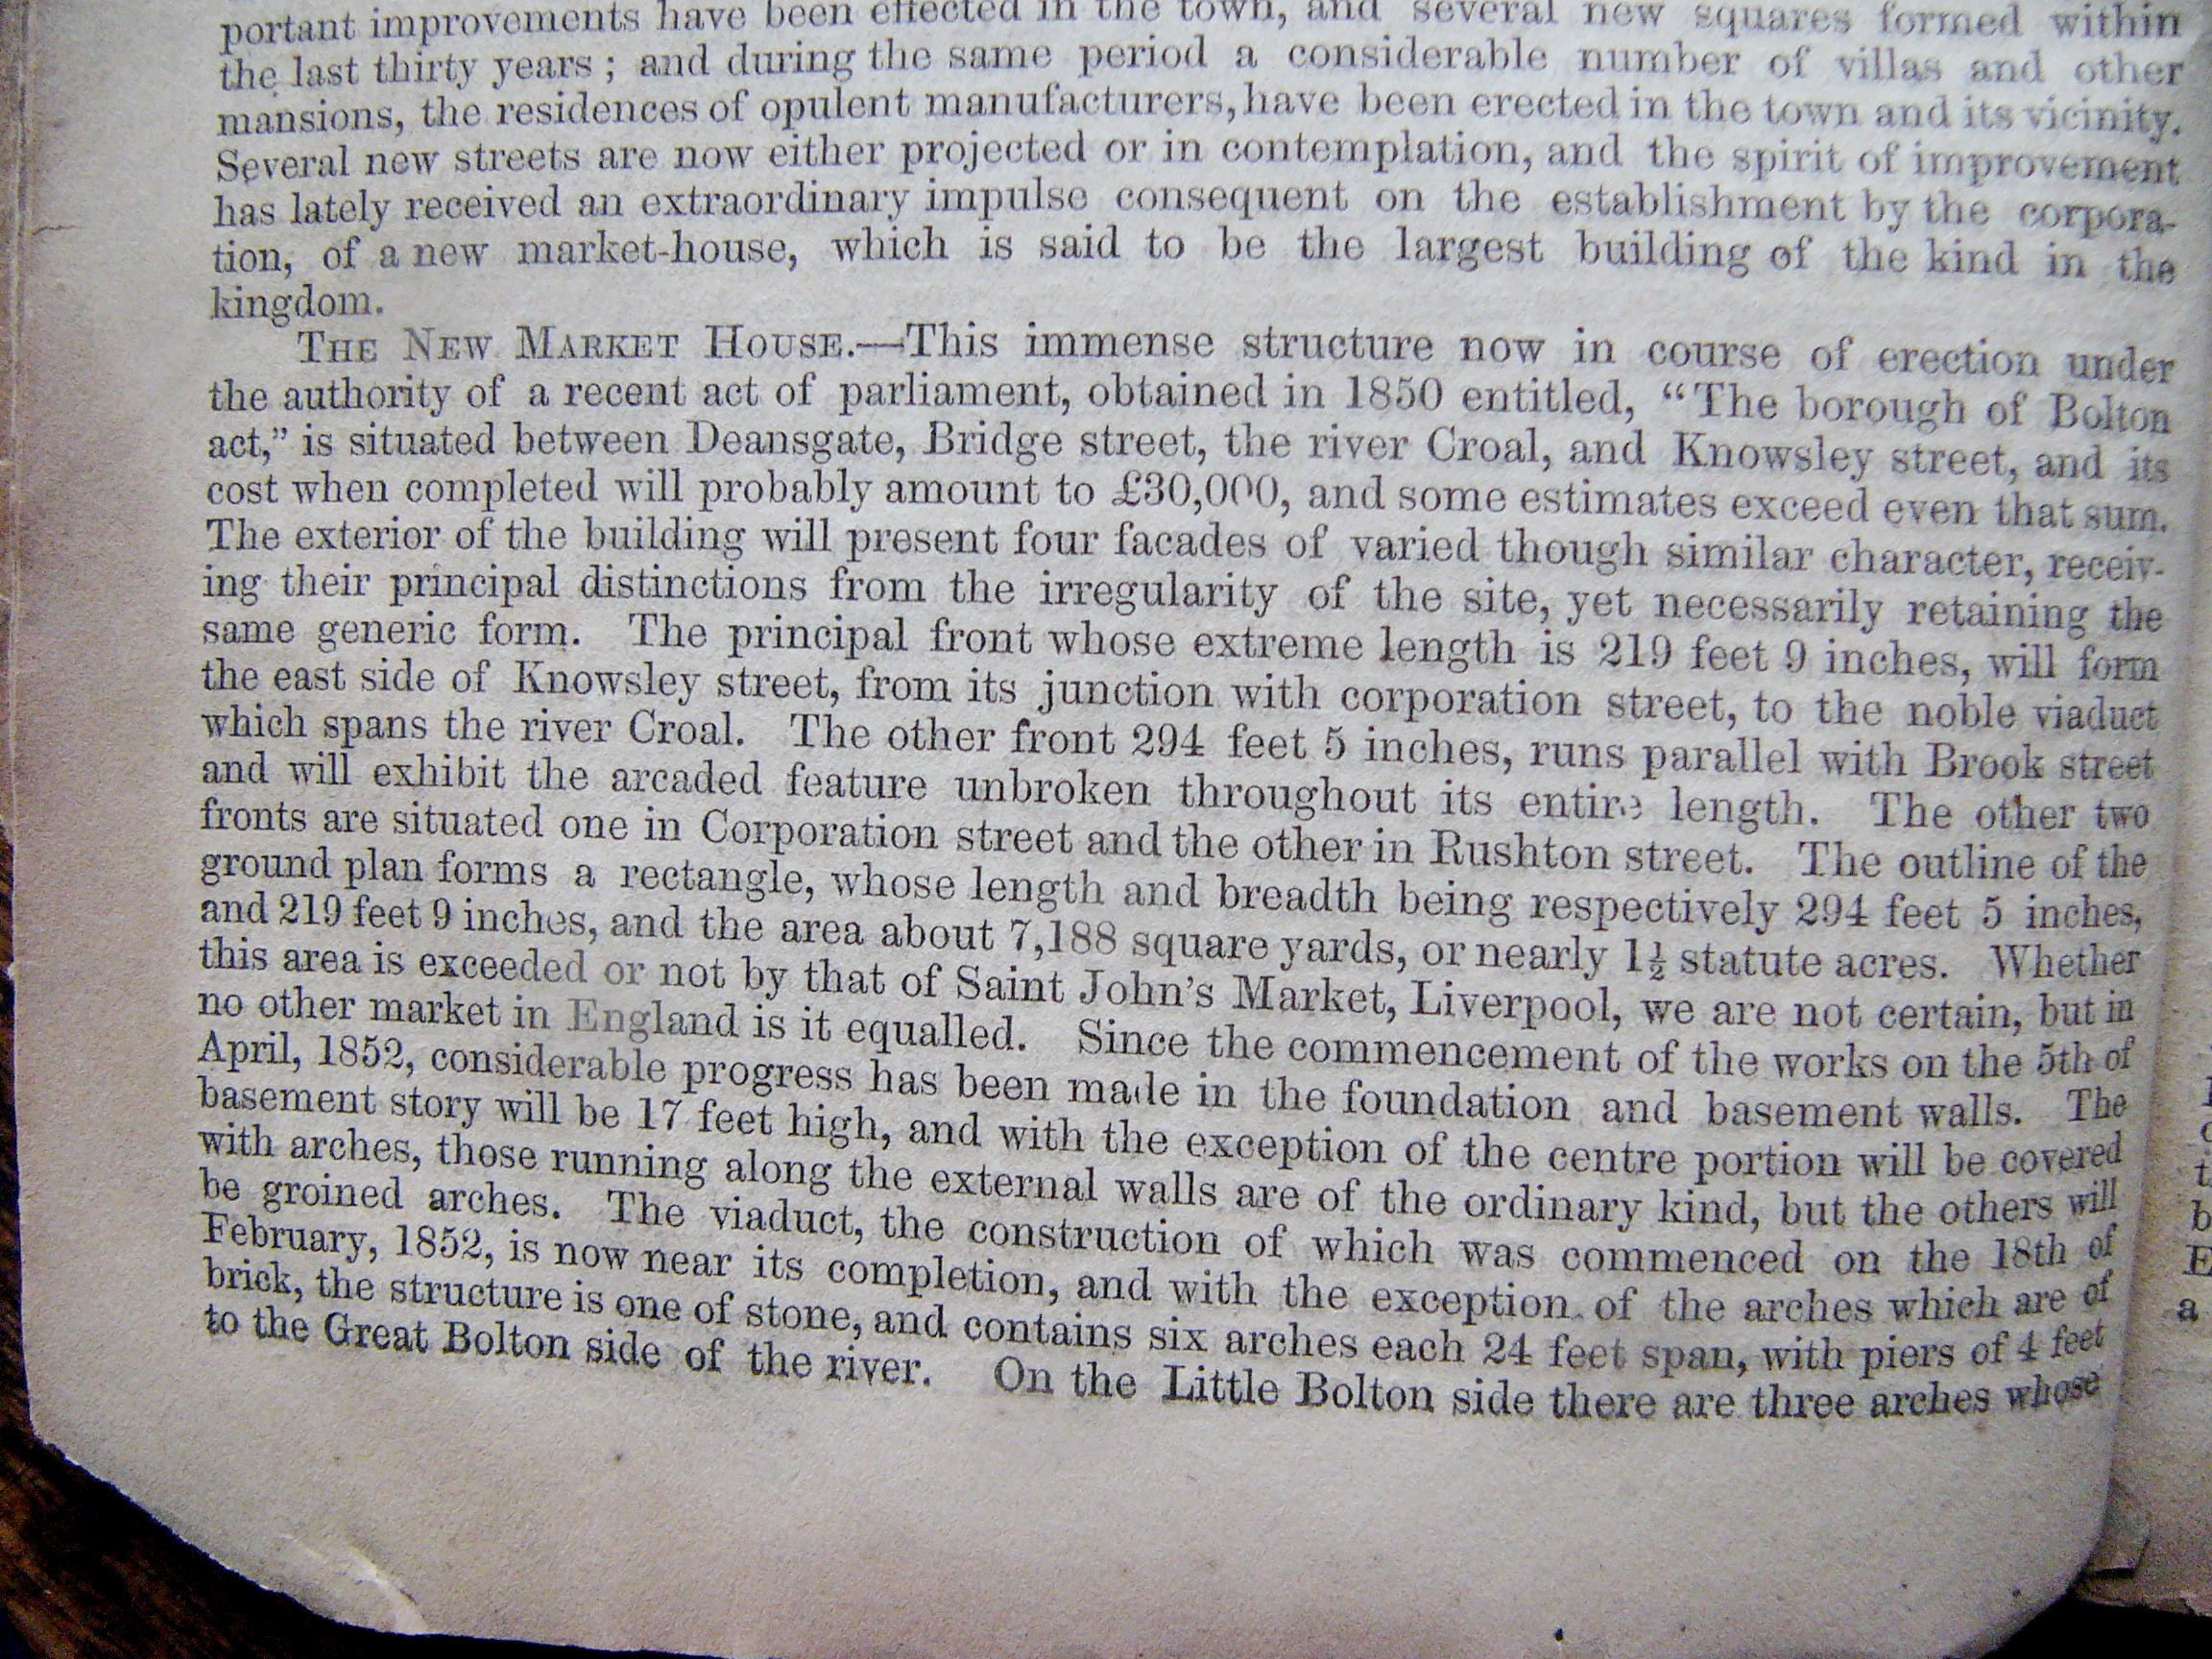 portant improvements have been effected in the town, and several new squares formed within
the last thirty years ; and during the same period a considerable number of villas and other
mansions, the residences of opulent manufacturers, have been erected in the town and its vicinity.
Several new streets are now either projected or in contemplation, and the spirit of improvement
has lately received an extraordinary impulse consequent on the establishment by the corpora-
tion, of a new market-house, which is said to be the largest building of the kind in the
kingdom.
THE NEW MARKET HOUSE.—This immense structure now in course of erection under
the authority of a recent act of parliament, obtained in 1850 entitled, “The borough of Bolton
act,” is situated between Deansgate, Bridge street, the river Croal, and Knowsley street, and its
cost when completed will probably amount to £30,000, and some estimates exceed even that sum.
The exterior of the building will present four facades of varied though similar character, receiv-
ing their principal distinctions from the irregularity of the site, yet necessarily retaining the
same generic form. The principal front whose extreme length is 219 feet 9 inches, will form
the east side of Knowsley street, from its junction with corporation street, to the noble viaduct
which spans the river Croal. The other front 294 feet 5 inches, runs parallel with Brook street
and will exhibit the arcaded feature unbroken throughout its entire length. The other two
fronts are situated one in Corporation street and the other in Rushton street. The outline of the
ground plan forms a rectangle, whose length and breadth being respectively 294 feet 5 inches,
and 219 feet 9 inches, and the area about 7,188 square yards, or nearly 1½ statute acres. Whether
this area is exceeded or not by that of Saint John’s Market, Liverpool, we are not certain, but in
no other market in England is it equalled. Since the commencement of the works on the 5th of
April, 1852, considerable progress has been made in the foundation and basement walls. The
basement story will be 17 feet high, and with the exception of the centre portion will be covered
with arches, those running along the external walls are of the ordinary kind, but the others will
be groined arches. The viaduct, the construction of which was commenced on the 18th of
February, 1852, is now near its completion, and with the exception of the arches which are of
brick, the structure is one of stone, and contains six arches each 24 feet span, with piers of 4 feet
to the Great Bolton side of the river. On the Little Bolton side there are three arches whose